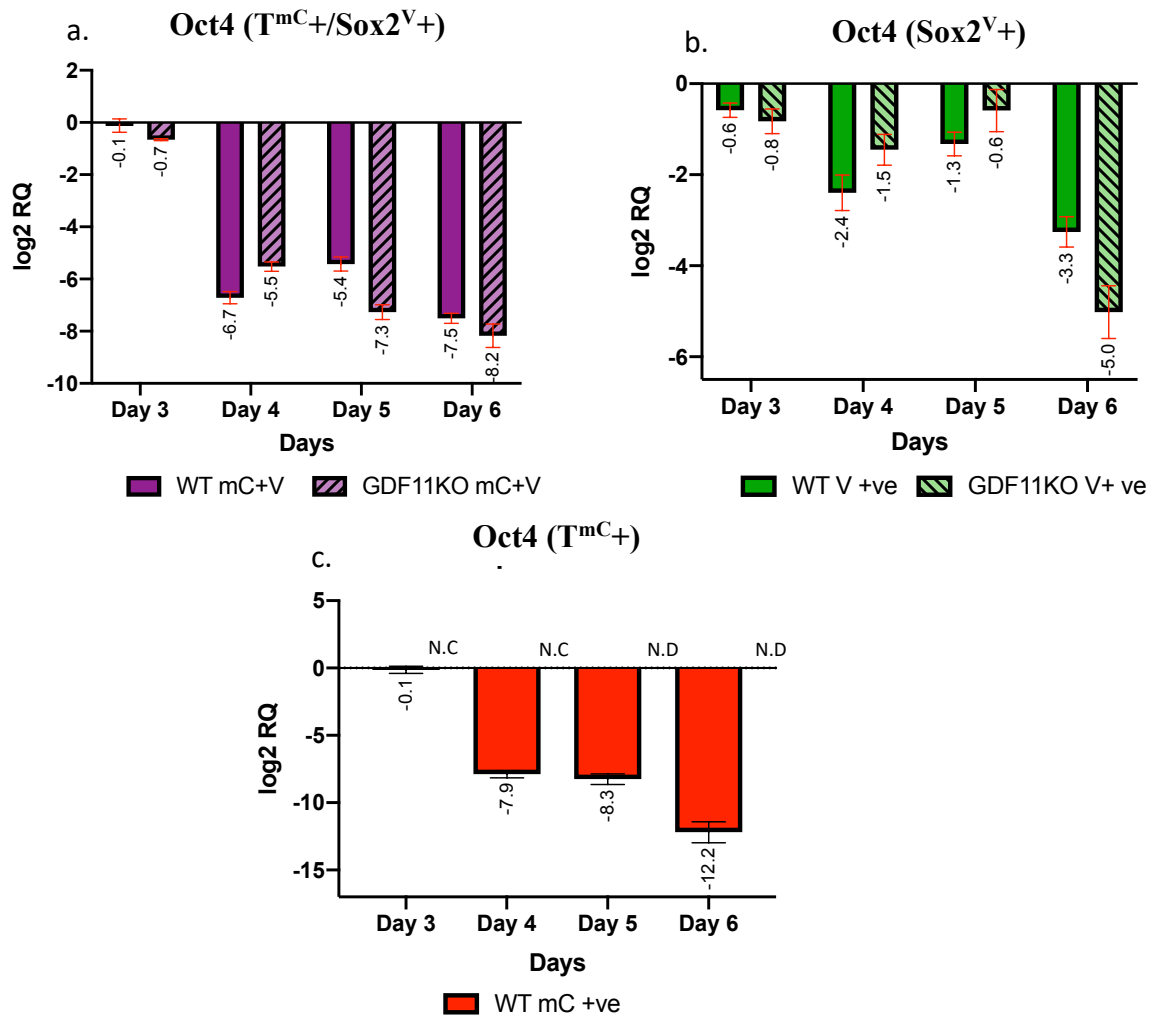 a.
Oct4 (T^mC+/Sox2^V+)
log2 RQ
2
0
-2
-4
-6
-8
-10
-0.1
-0.7
-6.7
-5.5
-5.4
-7.3
-7.5
-8.2
Day 3 Day 4 Day 5 Day 6
Days
WT mC+V GDF11KO mC+V
b.
Oct4 (Sox2^V+)
log2 RQ
0
-2
-4
-6
-0.6
-0.8
-2.4
-1.5
-1.3
-0.6
-3.3
-5.0
Day 3 Day 4 Day 5 Day 6
Days
WT V +ve GDF11KO V+ ve
c.
Oct4 (T^mC+)
log2 RQ
5
0
-5
-10
-15
N.C N.C N.D N.D
-0.1
-7.9
-8.3
-12.2
Day 3 Day 4 Day 5 Day 6
Days
WT mC +ve